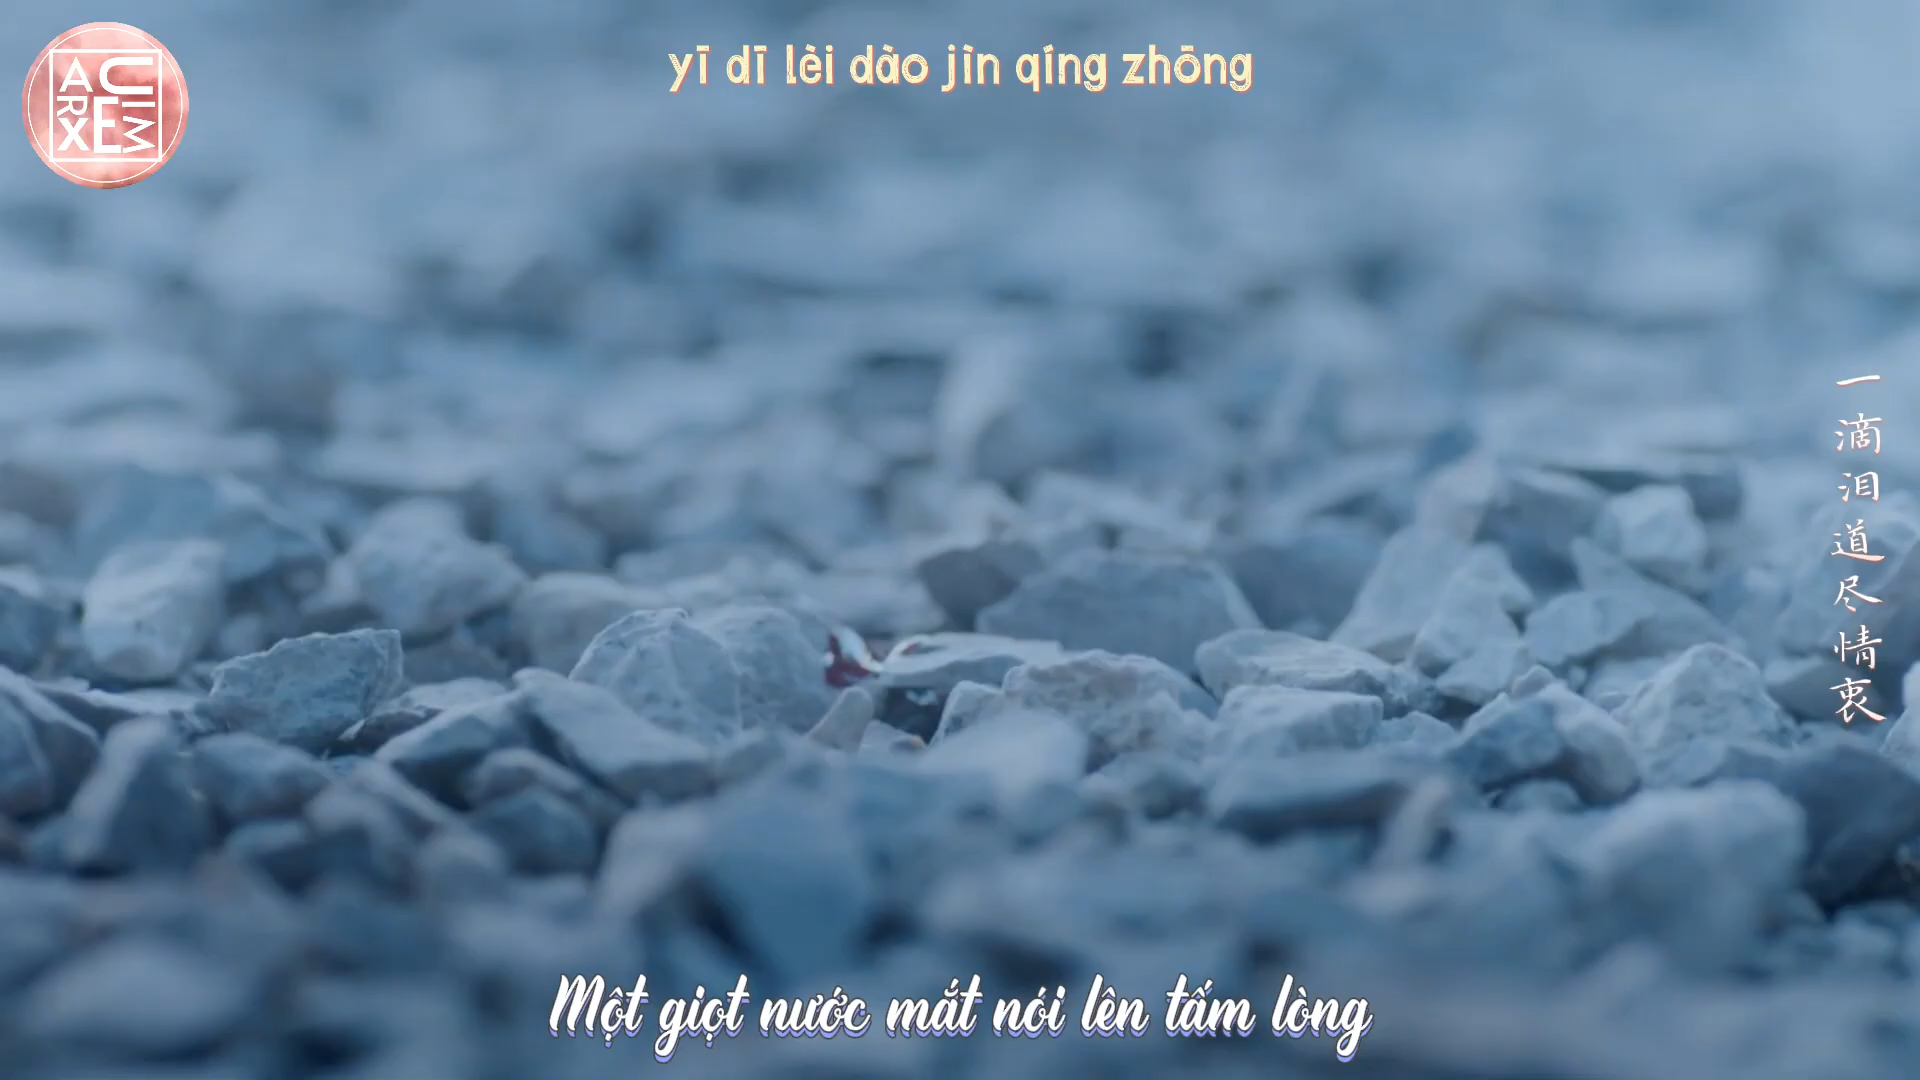 yī dī lèi dào jìn qíng zhōng
一滴泪道尽情衷
Một giọt nước mắt nói lên tấm lòng